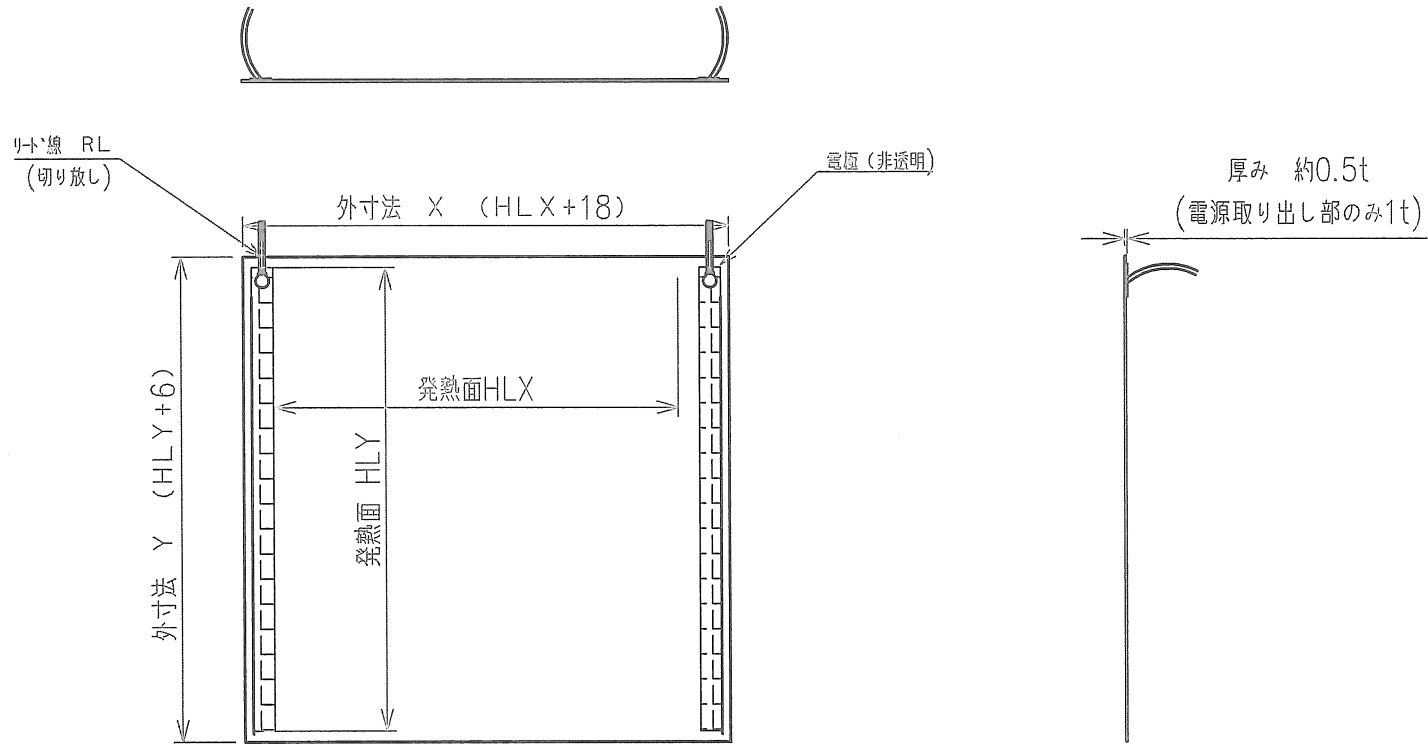 リード線 RL
(切り放し)
電極(非透明)
外寸法 X (HLX+18)
厚み 約0.5t
(電源取り出し部のみ1t)
発熱面HLX
発熱面 HLY
外寸法 Y (HLY+6)